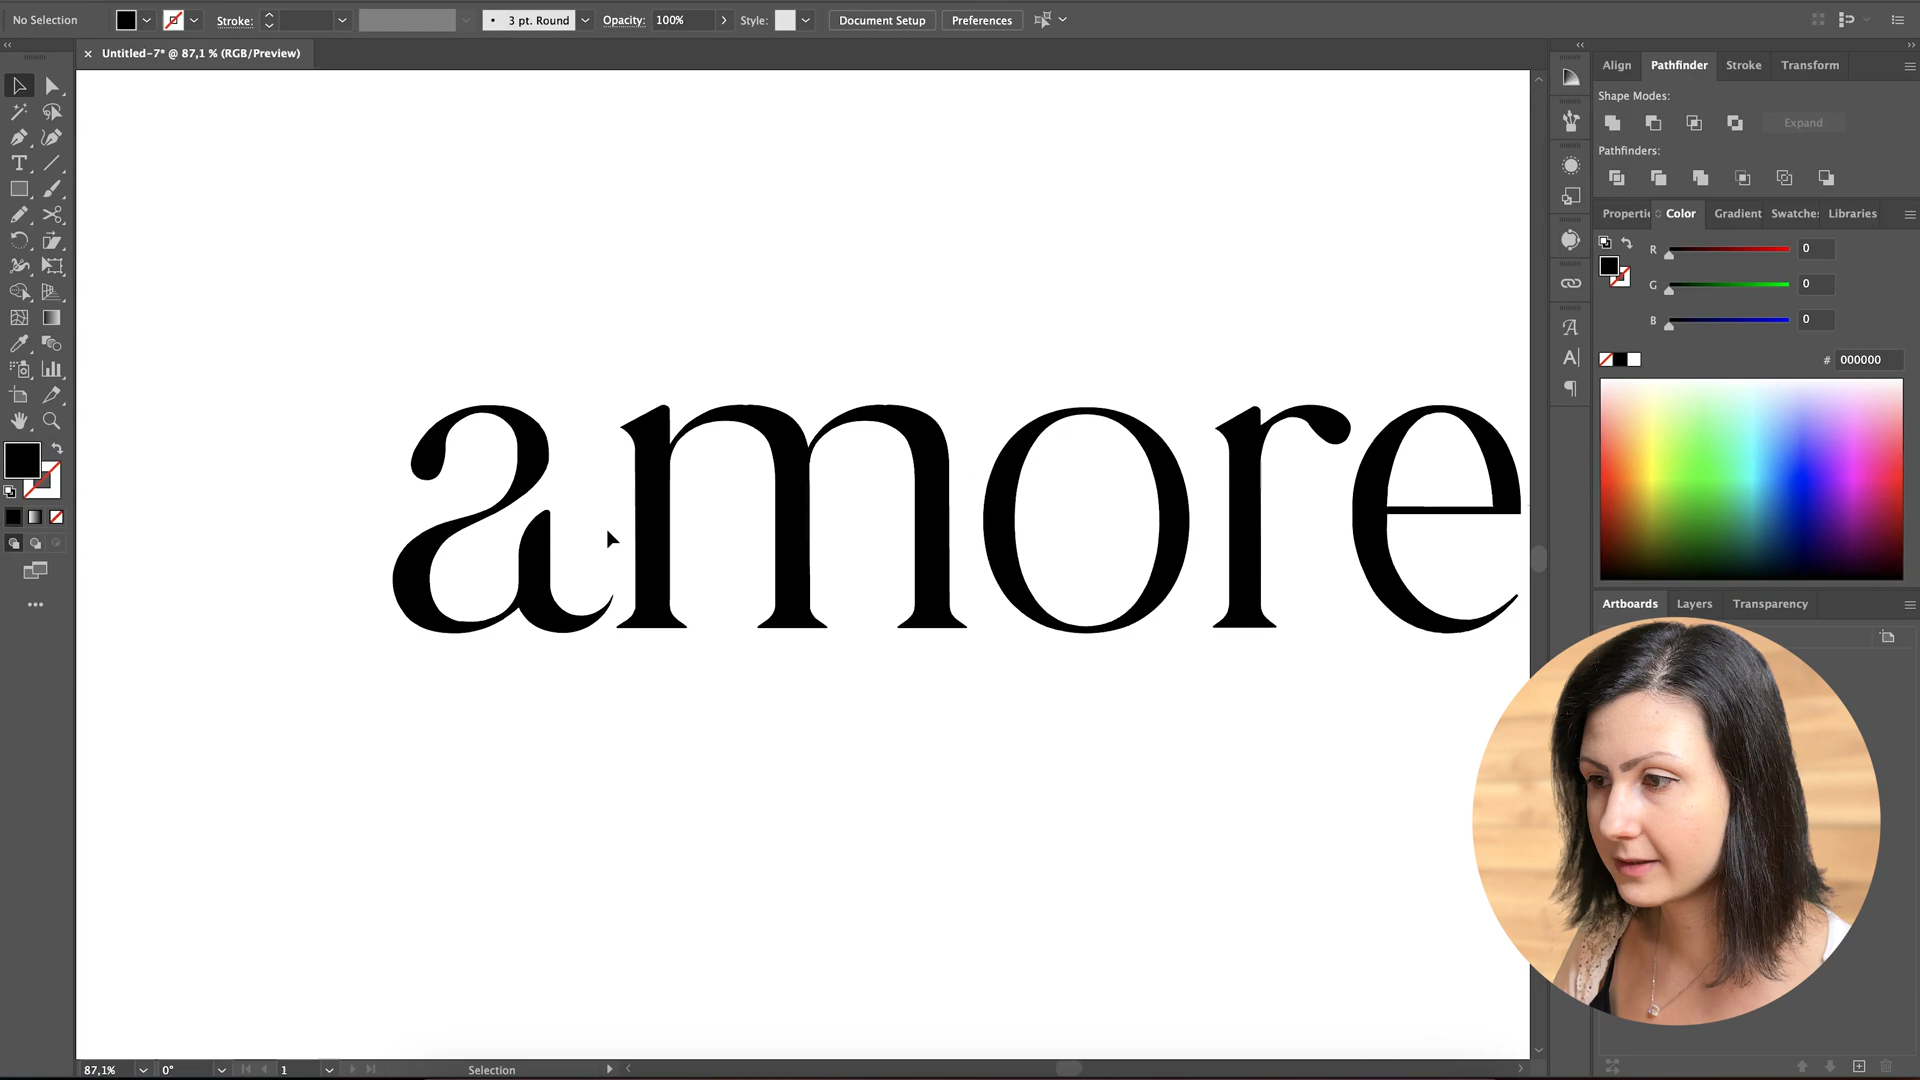 No Selection Stroke: 3 pt. Round Opacity: 100% Style: Document Setup Preferences
Untitled-7* @ 87,1 % (RGB/Preview)
Align Pathfinder Stroke Transform
Shape Modes:
Expand
Pathfinders:
Properti Color Gradient Swatche: Libraries
R 0
G 0
B 0
# 000000
amore
Artboards Layers Transparency
87,1% 0° 1 Selection